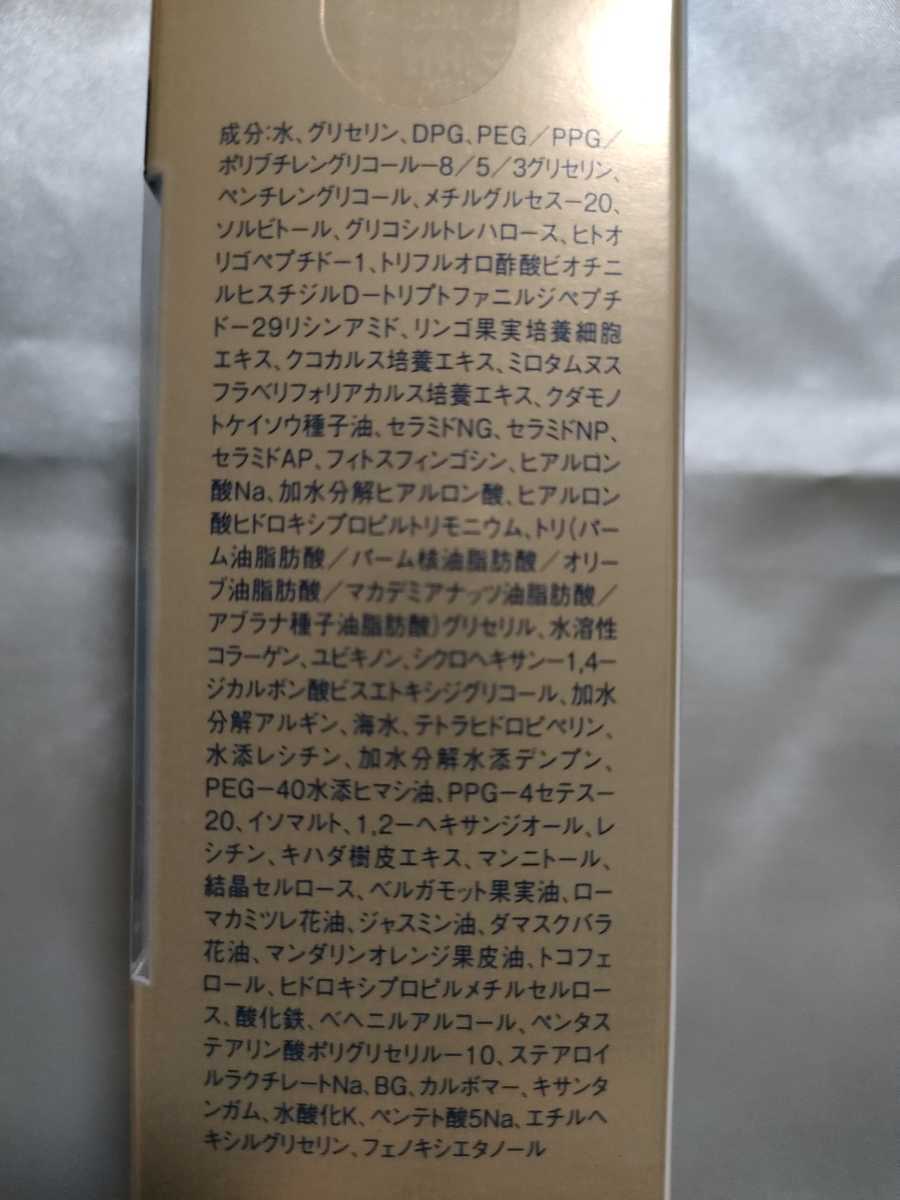 成分:水、グリセリン、DPG、PEG／PPG／
ポリブチレングリコール－8／5／3グリセリン、
ペンチレングリコール、メチルグルセス－20、
ソルビトール、グリコシルトレハロース、ヒトオ
リゴペプチド－1、トリフルオロ酢酸ビオチニ
ルヒスチジルD－トリプトファニルジペプチ
ド－29リシンアミド、リンゴ果実培養細胞
エキス、クコカルス培養エキス、ミロタムヌス
フラベリフォリアカルス培養エキス、クダモノ
トケイソウ種子油、セラミドNG、セラミドNP、
セラミドAP、フィトスフィンゴシン、ヒアルロン
酸Na、加水分解ヒアルロン酸、ヒアルロン
酸ヒドロキシプロピルトリモニウム、トリ(パー
ム油脂肪酸／パーム核油脂肪酸／オリー
ブ油脂肪酸／マカデミアナッツ油脂肪酸／
アブラナ種子油脂肪酸)グリセリル、水溶性
コラーゲン、ユビキノン、シクロヘキサン－1,4－
ジカルボン酸ビスエトキシジグリコール、加水
分解アルギン、海水、テトラヒドロピペリン、
水添レシチン、加水分解水添デンプン、
PEG－40水添ヒマシ油、PPG－4セテス－
20、イソマルト、1,2－ヘキサンジオール、レ
シチン、キハダ樹皮エキス、マンニトール、
結晶セルロース、ベルガモット果実油、ロー
マカミツレ花油、ジャスミン油、ダマスクバラ
花油、マンダリンオレンジ果皮油、トコフェ
ロール、ヒドロキシプロピルメチルセルロー
ス、酸化鉄、ベヘニルアルコール、ペンタス
テアリン酸ポリグリセリル－10、ステアロイ
ルラクチレートNa、BG、カルボマー、キサンタ
ンガム、水酸化K、ペンテト酸5Na、エチルヘ
キシルグリセリン、フェノキシエタノール